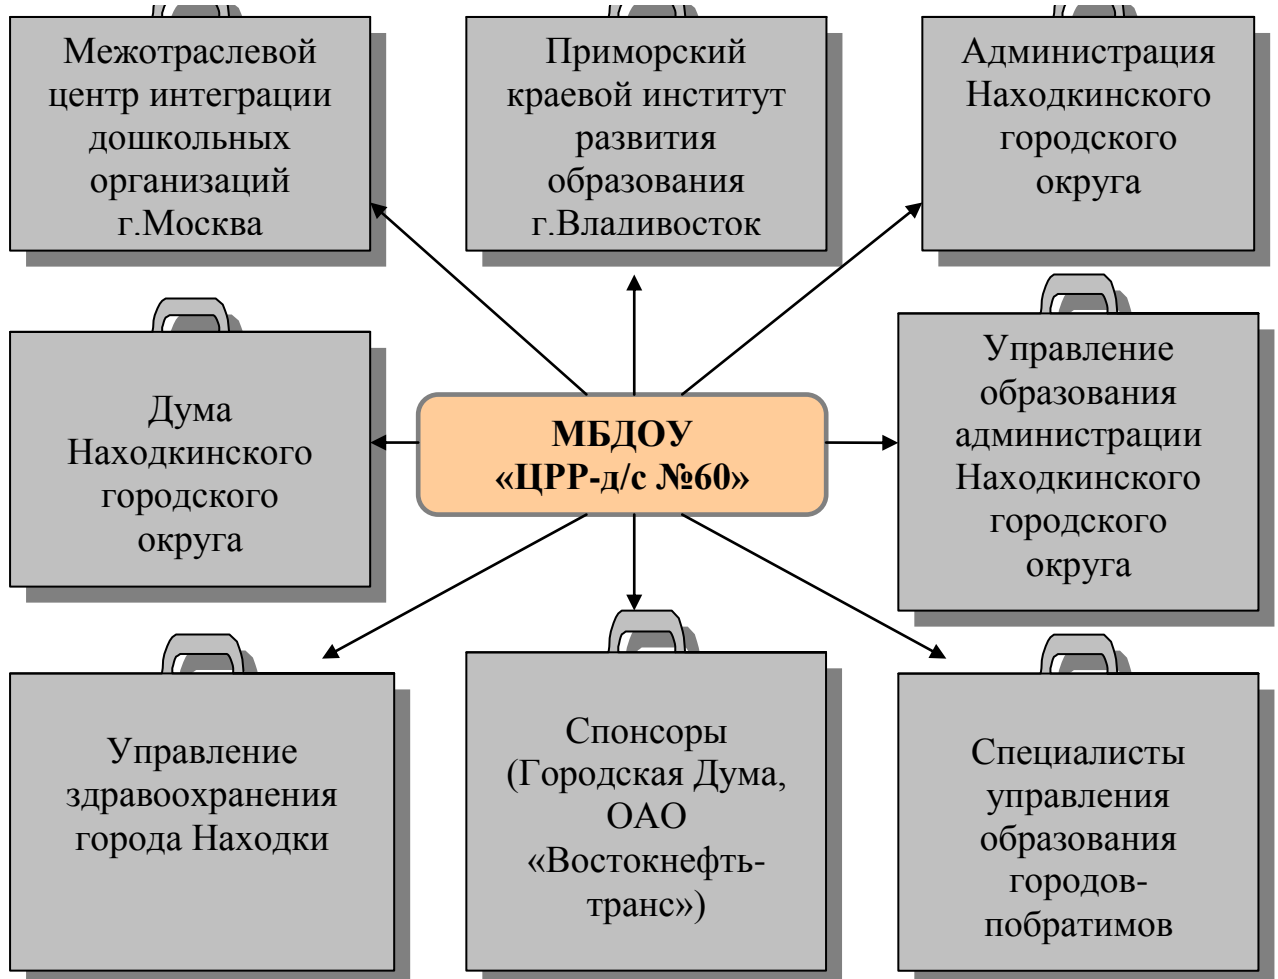 Межотраслевой
центр интеграции
дошкольных
организаций
г.Москва
Приморский
краевой институт
развития
образования
г.Владивосток
Администрация
Находкинского
городского
округа
Дума
Находкинского
городского
округа
МБДОУ
«ЦРР-д/с №60»
Управление
образования
администрации
Находкинского
городского
округа
Управление
здравоохранения
города Находки
Спонсоры
(Городская Дума,
ОАО
«Востокнефть-
транс»)
Специалисты
управления
образования
городов-
побратимов